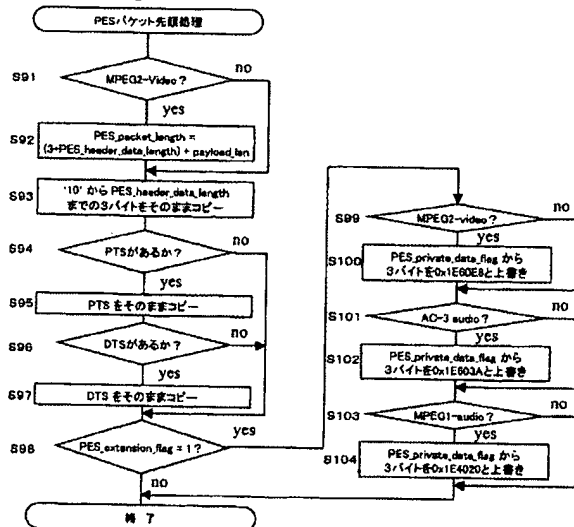 PESパケット先頭処理
S91
MPEG2-Video?
no
yes
S92
PES_packet_length =
(3+PES_header_data_length) + payload_len
S93
'10' から PES_header_data_length
までの3バイトをそのままコピー
S94
PTSがあるか?
no
yes
S95
PTS をそのままコピー
S96
DTSがあるか?
no
yes
S97
DTS をそのままコピー
S98
PES_extension_flag = 1?
yes
no
終 了
S99
MPEG2-video?
no
yes
S100
PES_private_data_flag から
3バイトを0x1E60E8と上書き
S101
AC-3 audio?
no
yes
S102
PES_private_data_flag から
3バイトを0x1E603Aと上書き
S103
MPEG1-audio?
no
yes
S104
PES_private_data_flag から
3バイトを0x1E4020と上書き